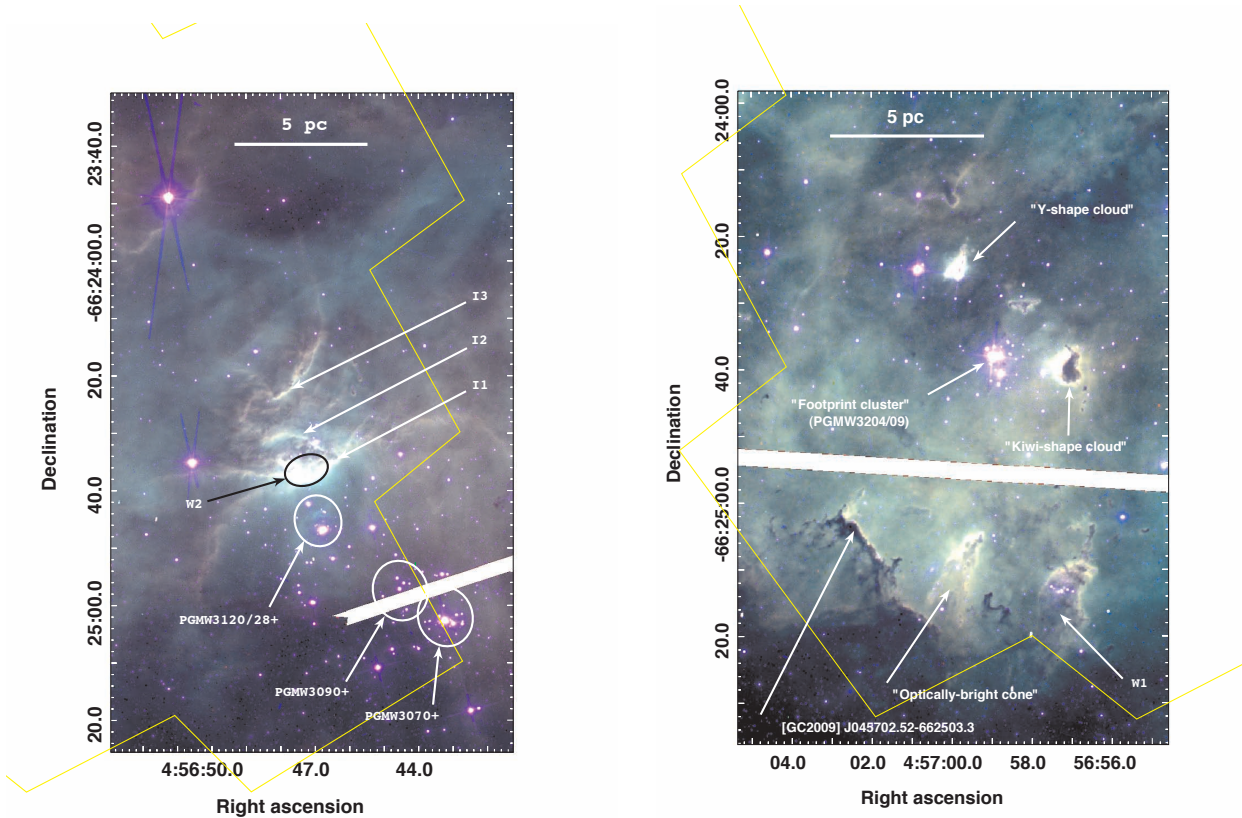 5 pc
23:40.0
-66:24:00.0
20.0
40.0
25:00.0
20.0
Declination
I3
I2
I1
W2
PGMW3120/28+
PGMW3090+
PGMW3070+
4:56:50.0 47.0 44.0
Right ascension
5 pc
24:00.0
20.0
40.0
-66:25:00.0
20.0
Declination
"Y-shape cloud"
"Footprint cluster"
(PGMW3204/09)
"Kiwi-shape cloud"
"Optically-bright cone"
W1
[GC2009] J045702.52-662503.3
04.0 02.0 4:57:00.0 58.0 56:56.0
Right ascension